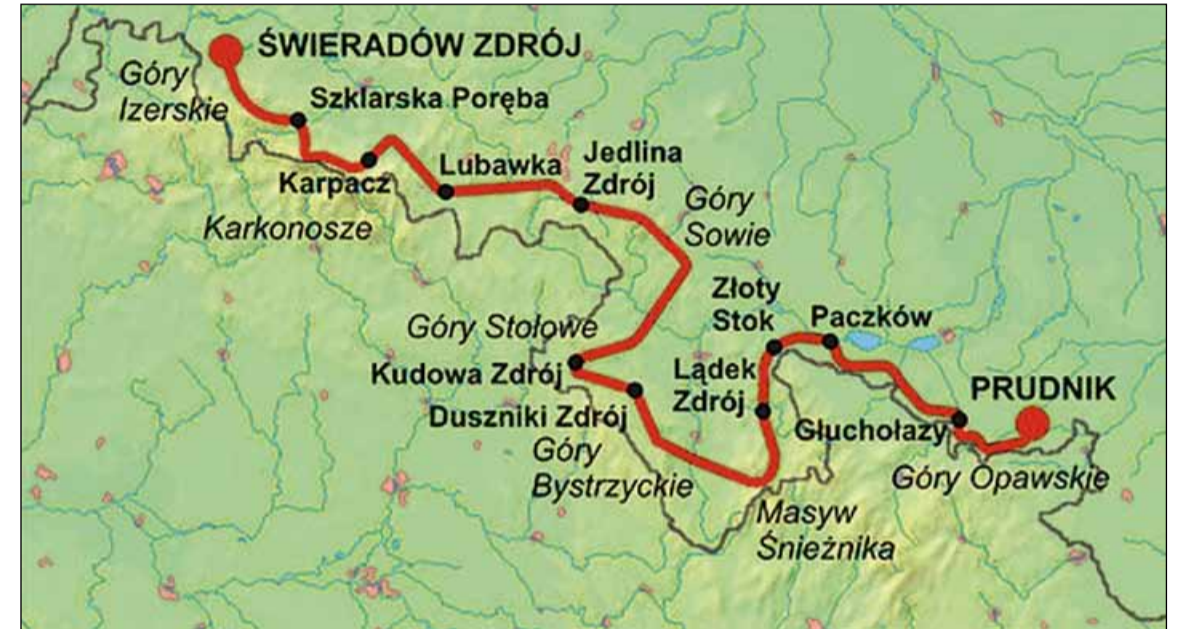 ŚWIERADÓW ZDRÓJ
Góry
Izerskie
Szklarska Poręba
Karpacz
Lubawka
Jedlina
Zdrój
Karkonosze
Góry
Sowie
Góry Stołowe
Złoty
Stok
Paczków
Kudowa Zdrój
Lądek
Zdrój
PRUDNIK
Duszniki Zdrój
Głuchołazy
Góry
Bystrzyckie
Góry Opawskie
Masyw
Śnieżnika